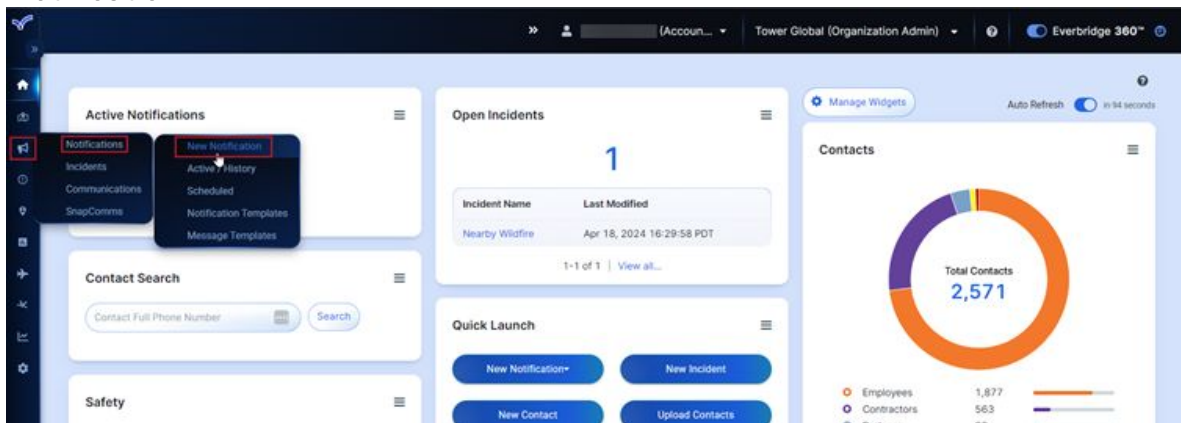 (Accoun...
Tower Global (Organization Admin)
Everbridge 360™
Manage Widgets
Auto Refresh
in 94 seconds
Active Notifications
Notifications
Incidents
Communications
SnapComms
New Notification
Active / History
Scheduled
Notification Templates
Message Templates
Contact Search
Contact Full Phone Number
Search
Safety
Open Incidents
1
Incident Name Last Modified
Nearby Wildfire Apr 18, 2024 16:29:58 PDT
1-1 of 1 | View all...
Quick Launch
New Notification
New Incident
New Contact
Upload Contacts
Contacts
Total Contacts
2,571
Employees 1,877
Contractors 563